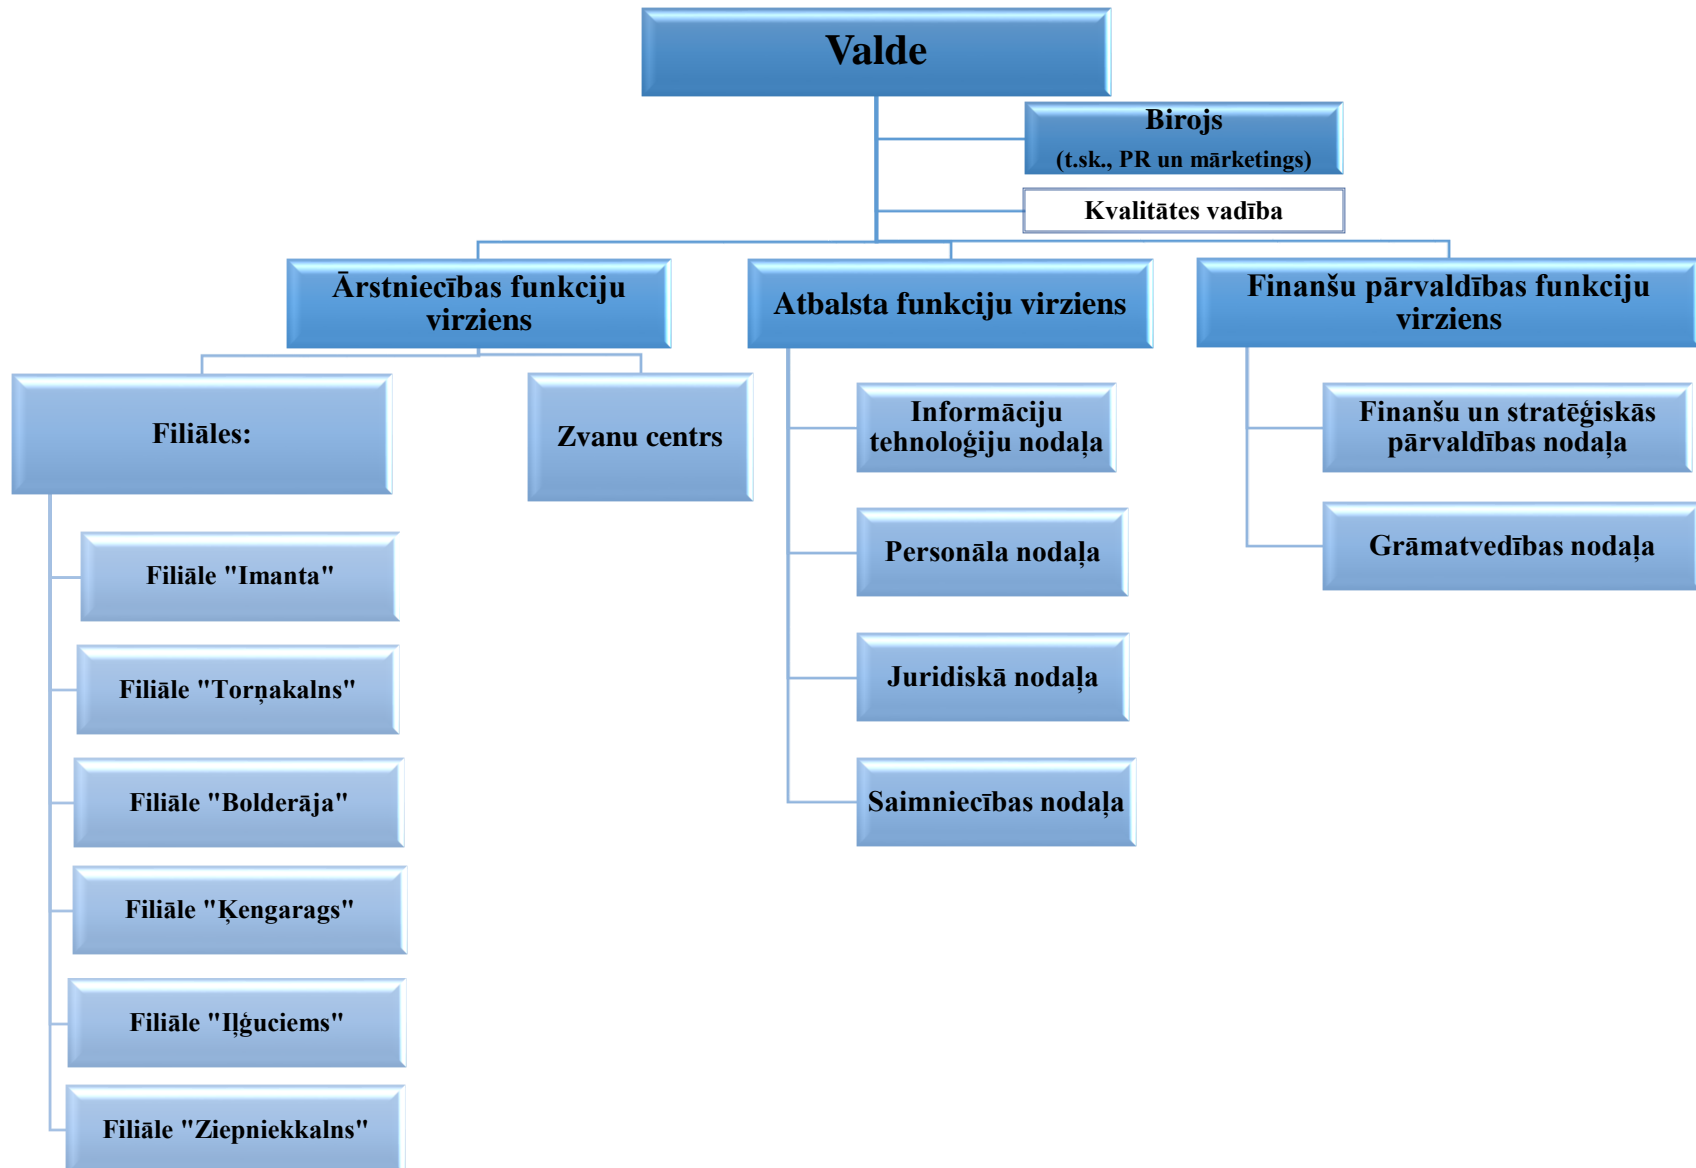 Valde
Birojs
(t.sk., PR un mārketings)
Kvalitātes vadība
Ārstniecības funkciju
virziens
Atbalsta funkciju virziens
Finanšu pārvaldības funkciju
virziens
Filiāles:
Zvanu centrs
Informāciju
tehnoloģiju nodaļa
Finanšu un stratēģiskās
pārvaldības nodaļa
Personāla nodaļa
Grāmatvedības nodaļa
Juridiskā nodaļa
Saimniecības nodaļa
Filiāle "Imanta"
Filiāle "Torņakalns"
Filiāle "Bolderāja"
Filiāle "Ķengarags"
Filiāle "Iļģuciems"
Filiāle "Ziepniekkalns"